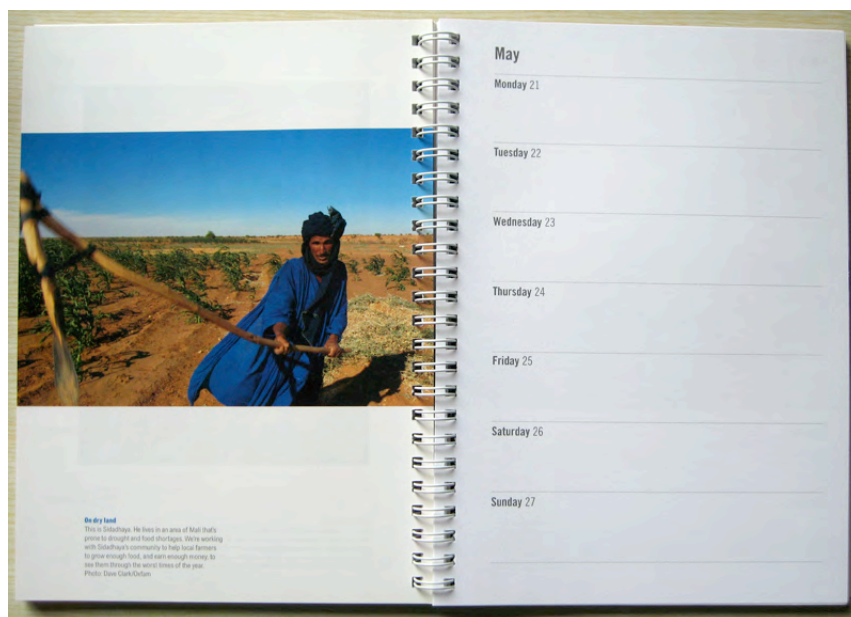 On dry land
This is Sidadhaya. He lives in an area of Mali that's
prone to drought and food shortages. We're working
with Sidadhaya's community to help local farmers
to grow enough food, and earn enough money, to
see them through the worst times of the year.
Photo: Dave Clark/Oxfam
May
Monday 21
Tuesday 22
Wednesday 23
Thursday 24
Friday 25
Saturday 26
Sunday 27